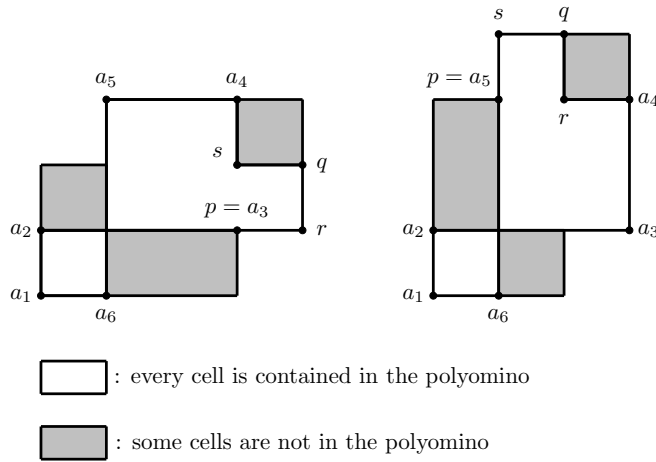 s q
a₅ a₄ p = a₅
s q r a₄
p = a₃
a₂ r a₂ a₃
a₁ a₁
a₆ a₆
: every cell is contained in the polyomino
: some cells are not in the polyomino